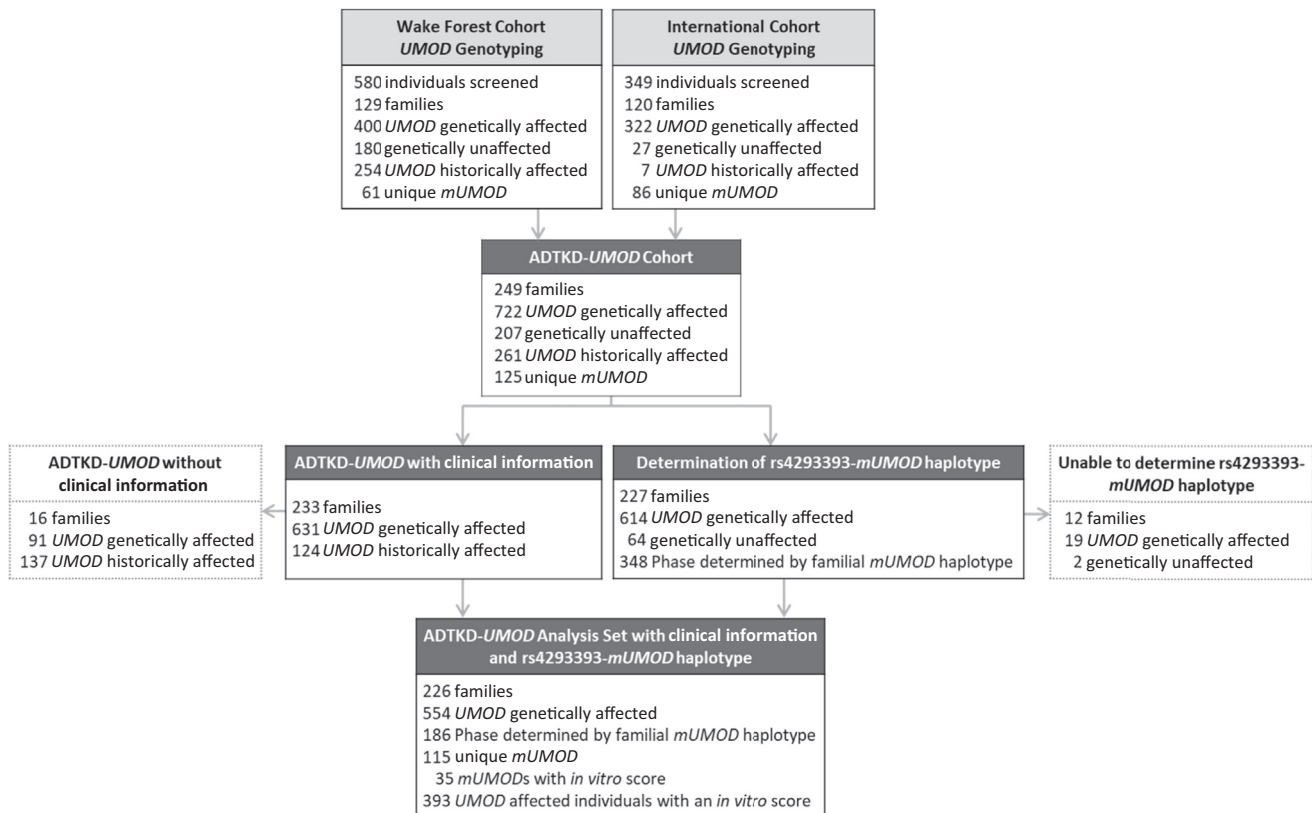 Wake Forest Cohort
UMOD Genotyping
580 individuals screened
129 families
400 UMOD genetically affected
180 genetically unaffected
254 UMOD historically affected
61 unique mUMOD
International Cohort
UMOD Genotyping
349 individuals screened
120 families
322 UMOD genetically affected
27 genetically unaffected
7 UMOD historically affected
86 unique mUMOD
ADTKD-UMOD Cohort
249 families
722 UMOD genetically affected
207 genetically unaffected
261 UMOD historically affected
125 unique mUMOD
ADTKD-UMOD without
clinical information
16 families
91 UMOD genetically affected
137 UMOD historically affected
ADTKD-UMOD with clinical information
233 families
631 UMOD genetically affected
124 UMOD historically affected
Determination of rs4293393-mUMOD haplotype
227 families
614 UMOD genetically affected
64 genetically unaffected
348 Phase determined by familial mUMOD haplotype
Unable to determine rs4293393-
mUMOD haplotype
12 families
19 UMOD genetically affected
2 genetically unaffected
ADTKD-UMOD Analysis Set with clinical information
and rs4293393-mUMOD haplotype
226 families
554 UMOD genetically affected
186 Phase determined by familial mUMOD haplotype
115 unique mUMOD
35 mUMODs with in vitro score
393 UMOD affected individuals with an in vitro score